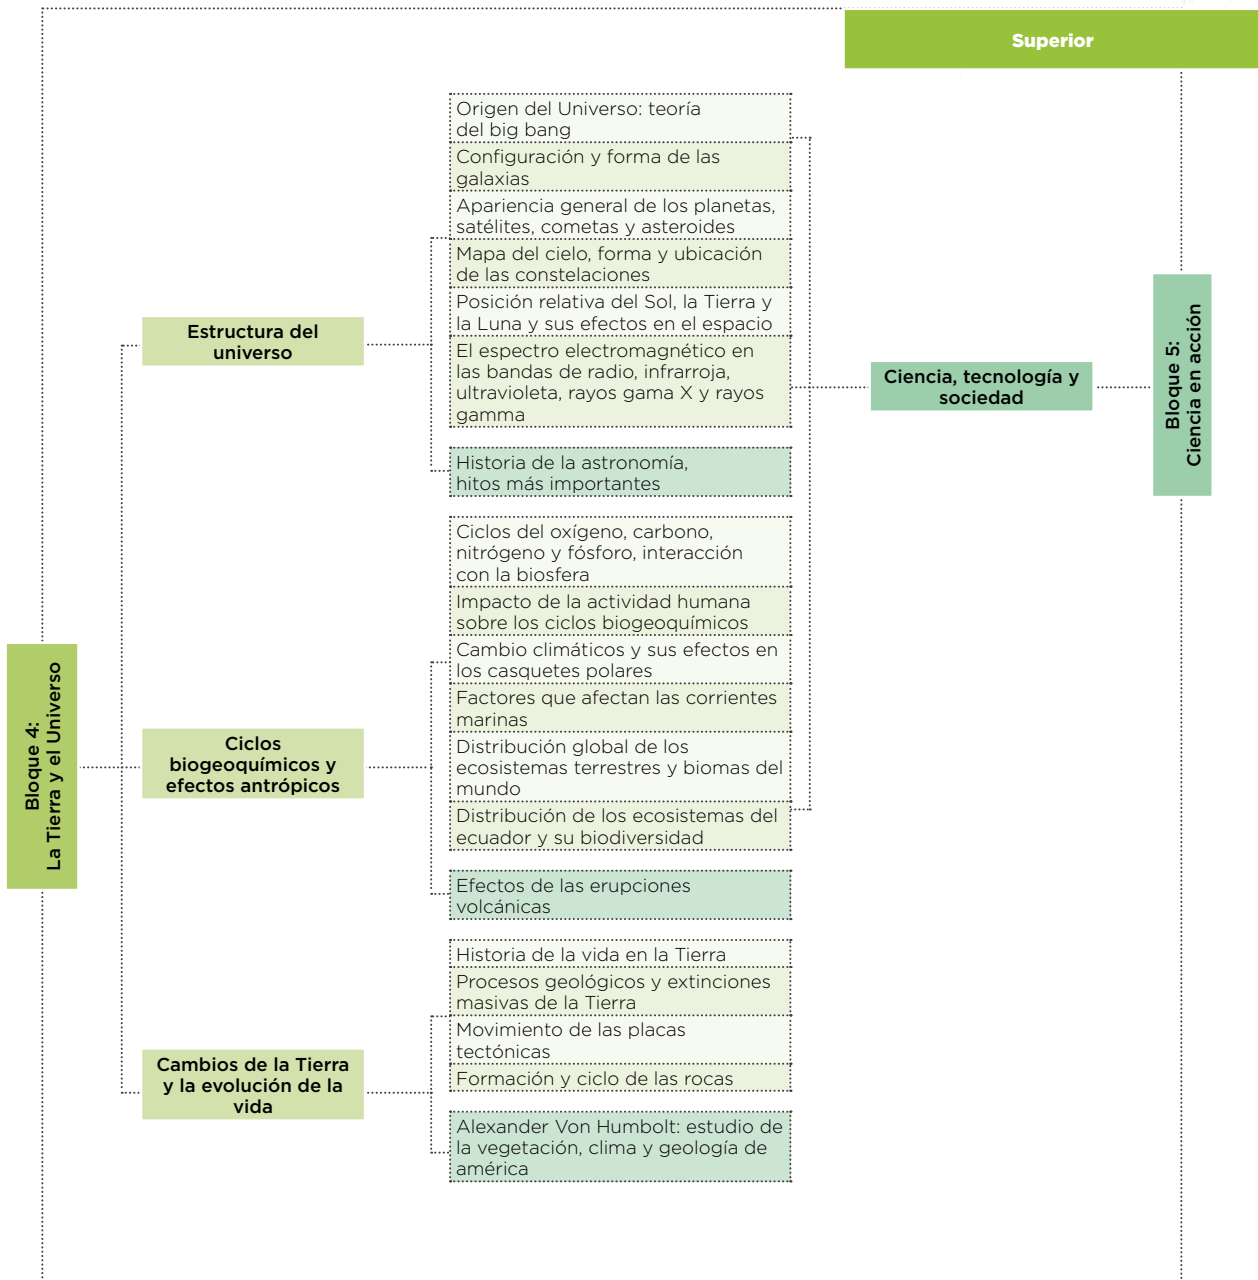 Superior
Origen del Universo: teoría
del big bang
Configuración y forma de las
galaxias
Apariencia general de los planetas,
satélites, cometas y asteroides
Mapa del cielo, forma y ubicación
de las constelaciones
Posición relativa del Sol, la Tierra y
la Luna y sus efectos en el espacio
El espectro electromagnético en
las bandas de radio, infrarroja,
ultravioleta, rayos gama X y rayos
gamma
Historia de la astronomía,
hitos más importantes
Estructura del
universo
Ciencia, tecnología y
sociedad
Bloque 5:
Ciencia en acción
Ciclos del oxígeno, carbono,
nitrógeno y fósforo, interacción
con la biosfera
Impacto de la actividad humana
sobre los ciclos biogeoquímicos
Cambio climáticos y sus efectos en
los casquetes polares
Factores que afectan las corrientes
marinas
Distribución global de los
ecosistemas terrestres y biomas del
mundo
Distribución de los ecosistemas del
ecuador y su biodiversidad
Efectos de las erupciones
volcánicas
Bloque 4:
La Tierra y el Universo
Ciclos
biogeoquímicos y
efectos antrópicos
Historia de la vida en la Tierra
Procesos geológicos y extinciones
masivas de la Tierra
Movimiento de las placas
tectónicas
Formación y ciclo de las rocas
Alexander Von Humbolt: estudio de
la vegetación, clima y geología de
américa
Cambios de la Tierra
y la evolución de la
vida